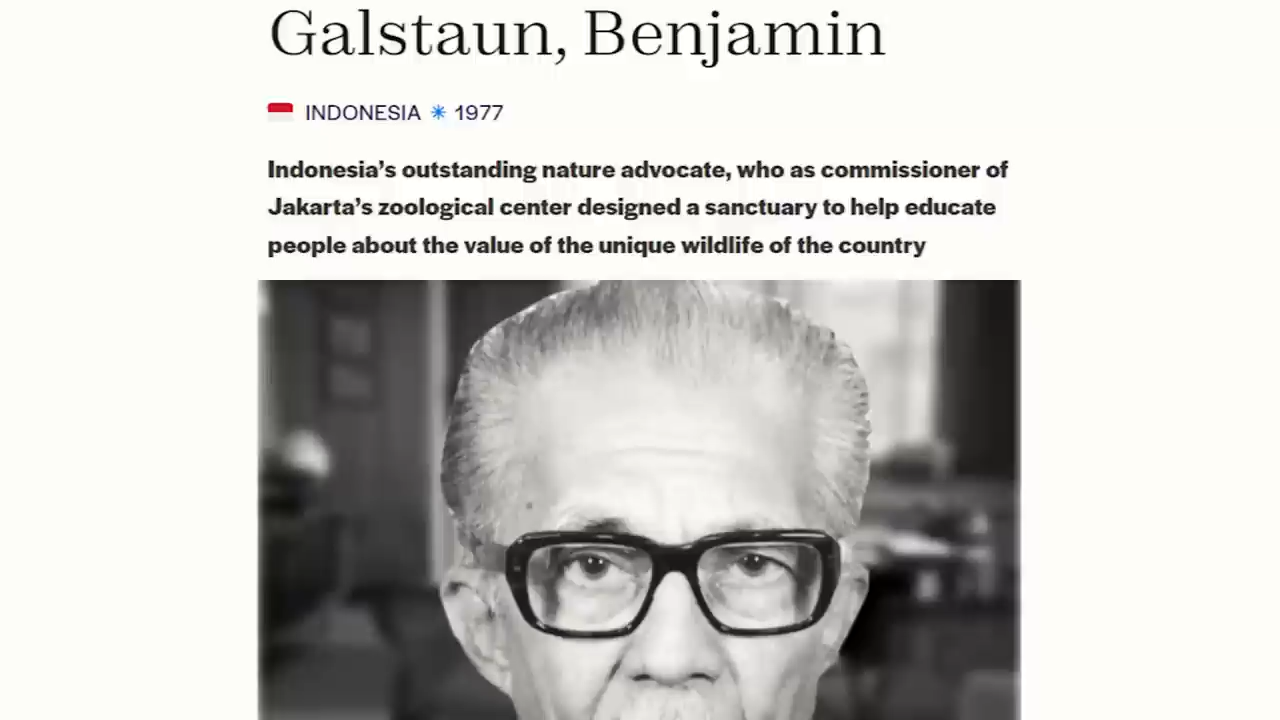 Galstaun, Benjamin
INDONESIA ✳ 1977
Indonesia’s outstanding nature advocate, who as commissioner of
Jakarta’s zoological center designed a sanctuary to help educate
people about the value of the unique wildlife of the country